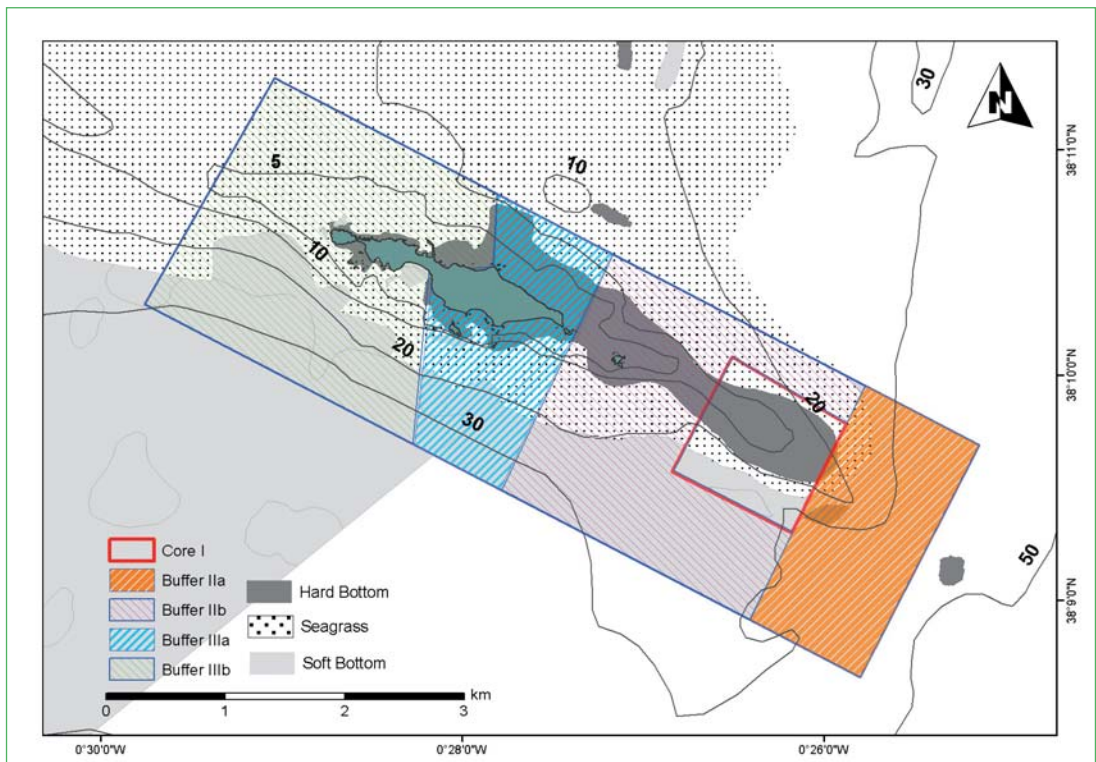 30
N
38°11'0"N
10
5
10
38°10'0"N
20
20
30
50
38°9'0"N
Core I
Buffer IIa
Buffer IIb
Buffer IIIa
Buffer IIIb
Hard Bottom
Seagrass
Soft Bottom
km
0 1 2 3
0°30'0"W 0°28'0"W 0°26'0"W